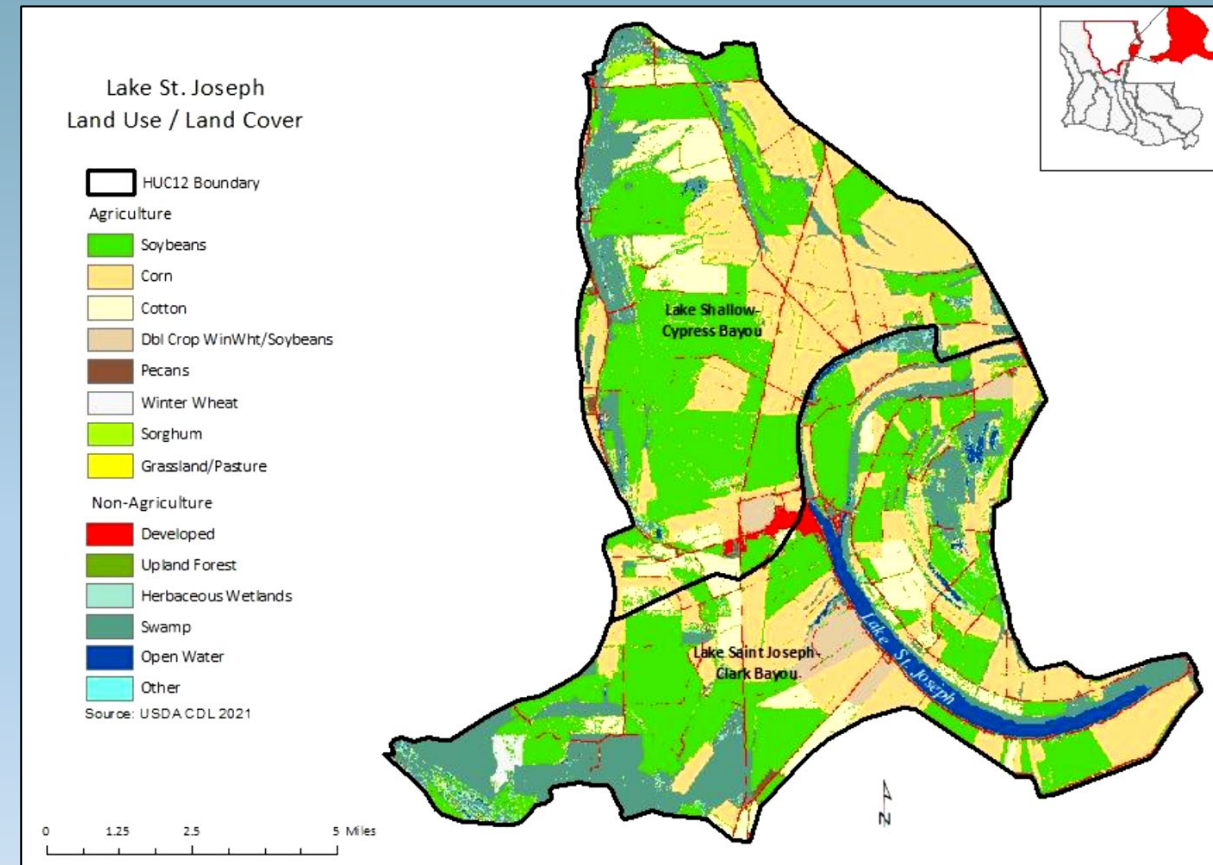 Lake St. Joseph
Land Use / Land Cover
HUC12 Boundary
Agriculture
Soybeans
Corn
Cotton
Dbl Crop WinWht/Soybeans
Pecans
Winter Wheat
Sorghum
Grassland/Pasture
Non-Agriculture
Developed
Upland Forest
Herbaceous Wetlands
Swamp
Open Water
Other
Source: USDA CDL 2021
0 1.25 2.5 5 Miles
Lake Shallow-
Cypress Bayou
Lake Saint Joseph-
Clark Bayou
Lake St. Joseph
N